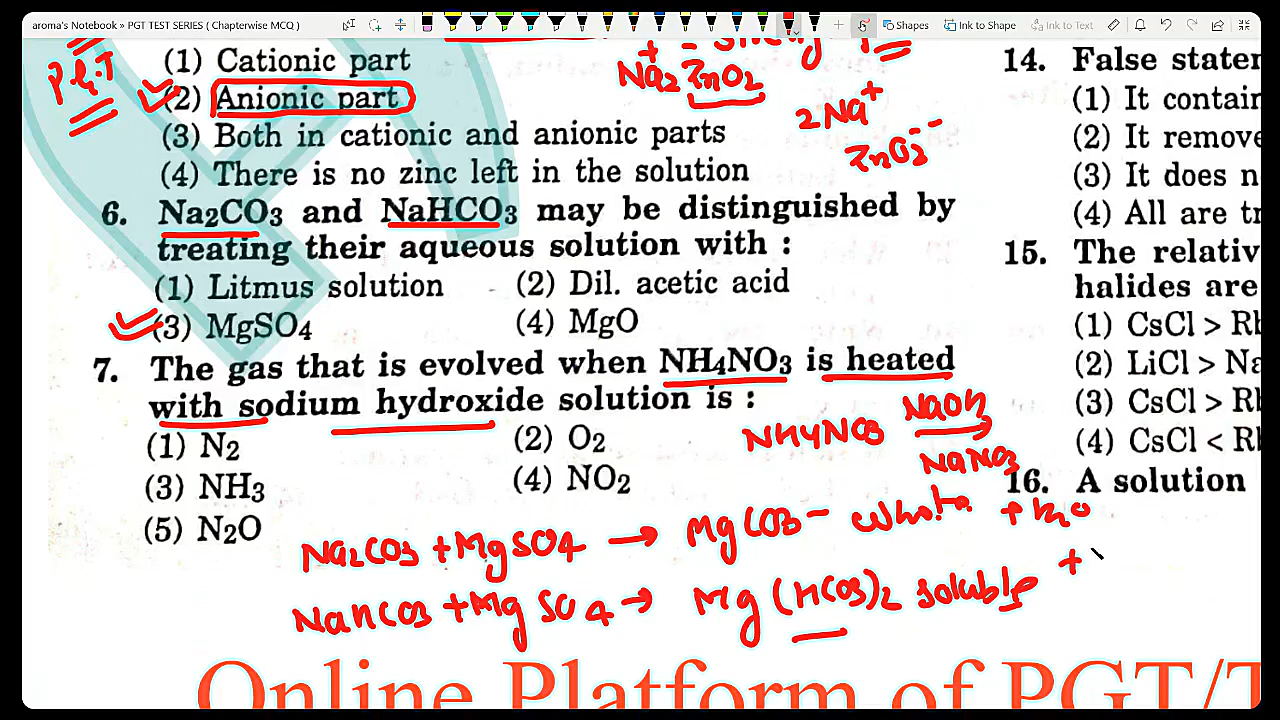 aroma's Notebook » PGT TEST SERIES ( Chapterwise MCQ )
Shapes
Ink to Shape
Ink to Text
P.G.T
(1) Cationic part
(2) Anionic part
(3) Both in cationic and anionic parts
(4) There is no zinc left in the solution
Na2 ZnO2
2Na+
ZnO2--
6. Na2CO3 and NaHCO3 may be distinguished by
treating their aqueous solution with :
(1) Litmus solution (2) Dil. acetic acid
(3) MgSO4 (4) MgO
7. The gas that is evolved when NH4NO3 is heated
with sodium hydroxide solution is :
(1) N2 (2) O2
(3) NH3 (4) NO2
(5) N2O
NH4NO3 NaOH → NaNO3
+ H2O
Na2CO3 + MgSO4 → MgCO3 - white
NaHCO3 + MgSO4 → Mg(HCO3)2 soluble +
14. False stater
(1) It contair
(2) It remove
(3) It does n
(4) All are tr
15. The relativ
halides are
(1) CsCl > Rl
(2) LiCl > Na
(3) CsCl > Rl
(4) CsCl < Rl
16. A solution
Online Platform of PGT/T